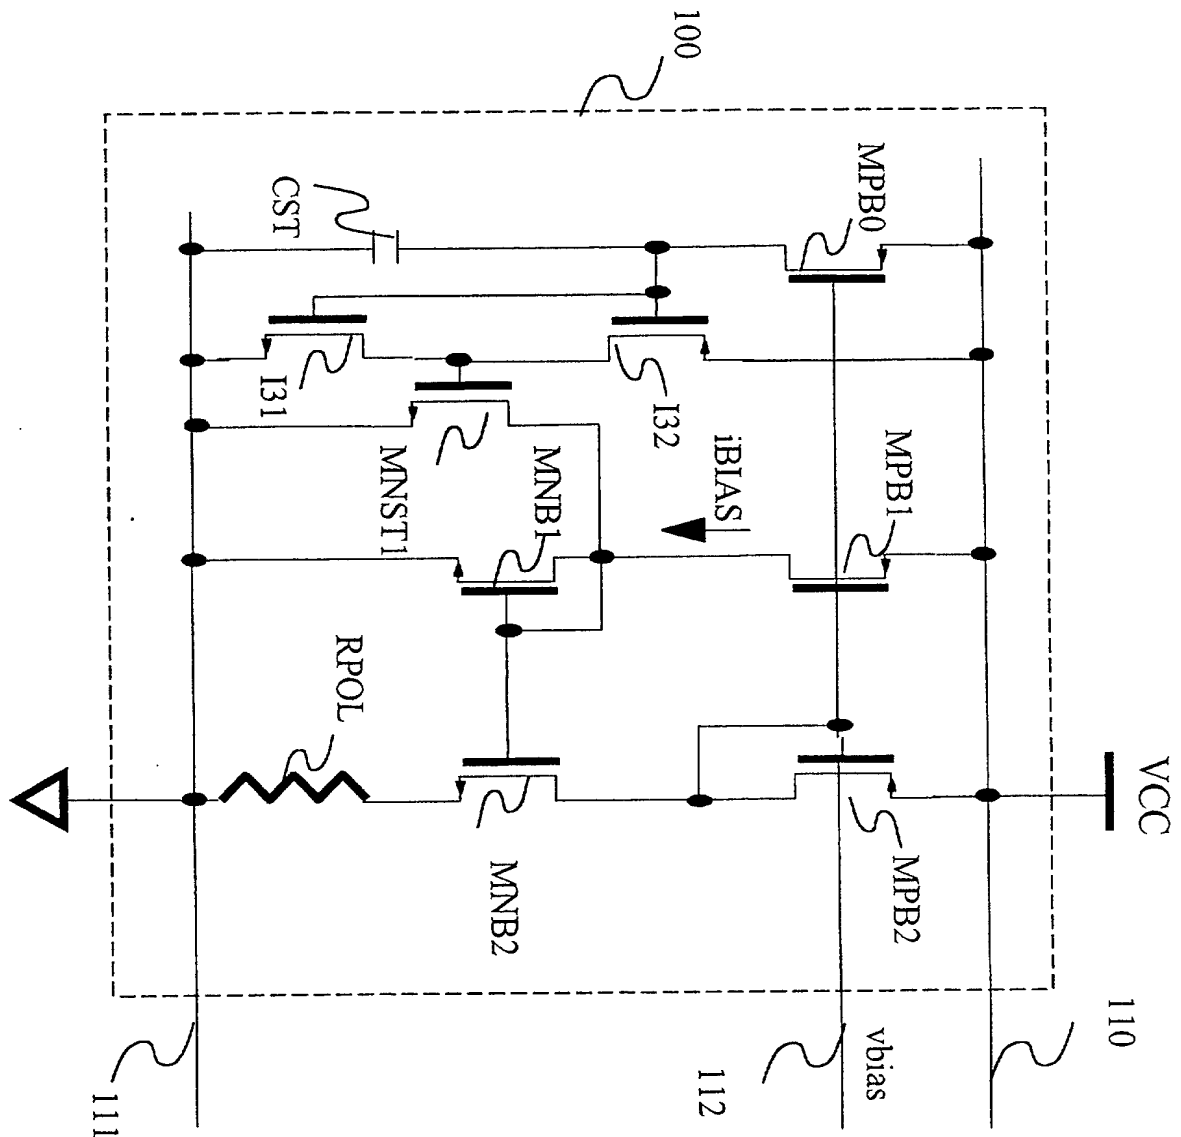 100
VCC
110
MPB0
MPB1
MPB2
vbias
112
iBIAS
I32
CST
I31
MNST1
MNB1
MNB2
RPOL
111